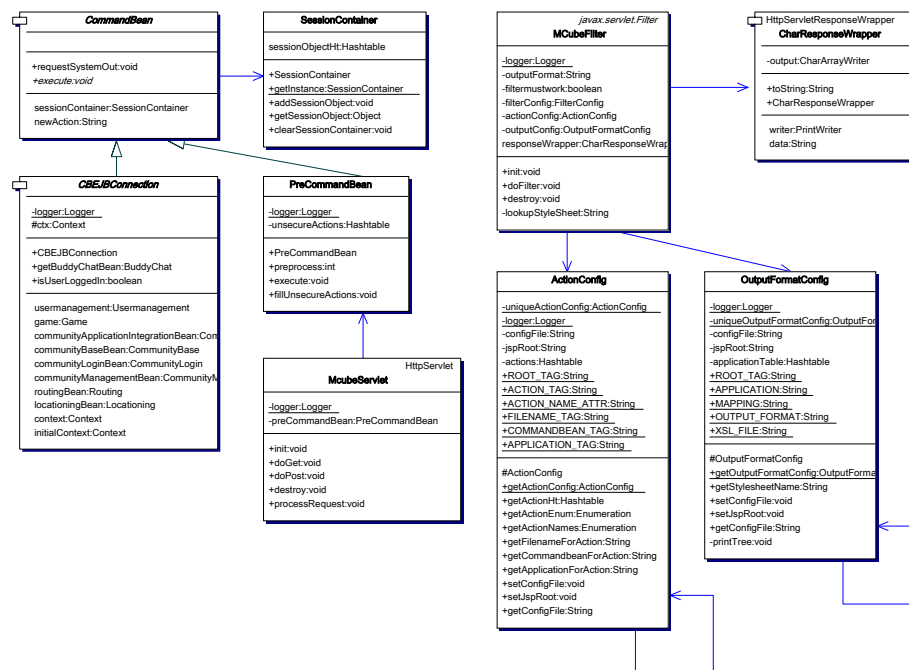 CommandBean
+requestSystemOut:void
+execute:void
sessionContainer:SessionContainer
newAction:String
SessionContainer
sessionObjectHt:Hashtable
+SessionContainer
+getInstance:SessionContainer
+addSessionObject:void
+getSessionObject:Object
+clearSessionContainer:void
javax.servlet.Filter
MCubeFilter
-logger:Logger
-outputFormat:String
-filtermustwork:boolean
-filterConfig:FilterConfig
-actionConfig:ActionConfig
-outputConfig:OutputFormatConfig
responseWrapper:CharResponseWrap
+init:void
+doFilter:void
+destroy:void
-lookupStyleSheet:String
HttpServletResponseWrapper
CharResponseWrapper
-output:CharArrayWriter
+toString:String
+CharResponseWrapper
writer:PrintWriter
data:String
CBEJBConnection
-logger:Logger
#ctx:Context
+CBEJBConnection
+getBuddyChatBean:BuddyChat
+isUserLoggedIn:boolean
usermanagement:Usermanagement
game:Game
communityApplicationIntegrationBean:Com
communityBaseBean:CommunityBase
communityLoginBean:CommunityLogin
communityManagementBean:CommunityM
routingBean:Routing
locationingBean:Locationing
context:Context
initialContext:Context
PreCommandBean
-logger:Logger
-unsecureActions:Hashtable
+PreCommandBean
+preprocess:int
+execute:void
+fillUnsecureActions:void
HttpServlet
McubeServlet
-logger:Logger
-preCommandBean:PreCommandBean
+init:void
+doGet:void
+doPost:void
+destroy:void
+processRequest:void
ActionConfig
-uniqueActionConfig:ActionConfig
-logger:Logger
-configFile:String
-jspRoot:String
-actions:Hashtable
+ROOT_TAG:String
+ACTION_TAG:String
+ACTION_NAME_ATTR:String
+FILENAME_TAG:String
+COMMANDBEAN_TAG:String
+APPLICATION_TAG:String
#ActionConfig
+getActionConfig:ActionConfig
+getActionHt:Hashtable
+getActionEnum:Enumeration
+getActionNames:Enumeration
+getFilenameForAction:String
+getCommandbeanForAction:String
+getApplicationForAction:String
+setConfigFile:void
+setJspRoot:void
+getConfigFile:String
OutputFormatConfig
-logger:Logger
-uniqueOutputFormatConfig:OutputFor
-configFile:String
-jspRoot:String
-applicationTable:Hashtable
+ROOT_TAG:String
+APPLICATION:String
+MAPPING:String
+OUTPUT_FORMAT:String
+XSL_FILE:String
#OutputFormatConfig
+getOutputFormatConfig:OutputForma
+getStylesheetName:String
+setConfigFile:void
+setJspRoot:void
+getConfigFile:String
-printTree:void